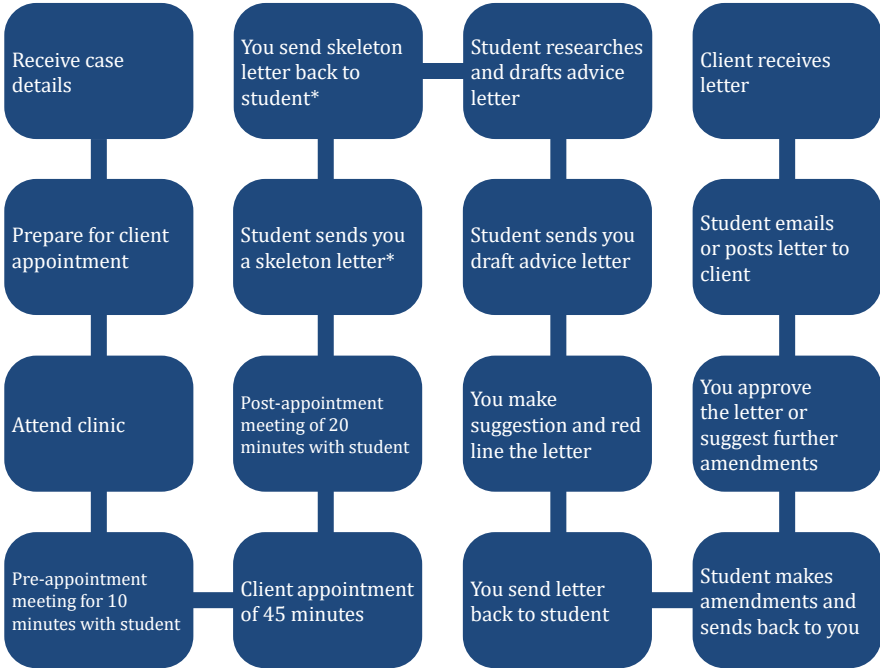 Receive case
details
Prepare for client
appointment
Attend clinic
Pre-appointment
meeting for 10
minutes with student
Client appointment
of 45 minutes
Post-appointment
meeting of 20
minutes with student
Student sends you
a skeleton letter*
You send skeleton
letter back to
student*
Student researches
and drafts advice
letter
Student sends you
draft advice letter
You make
suggestion and red
line the letter
You send letter
back to student
Student makes
amendments and
sends back to you
You approve
the letter or
suggest further
amendments
Student emails
or posts letter to
client
Client receives
letter